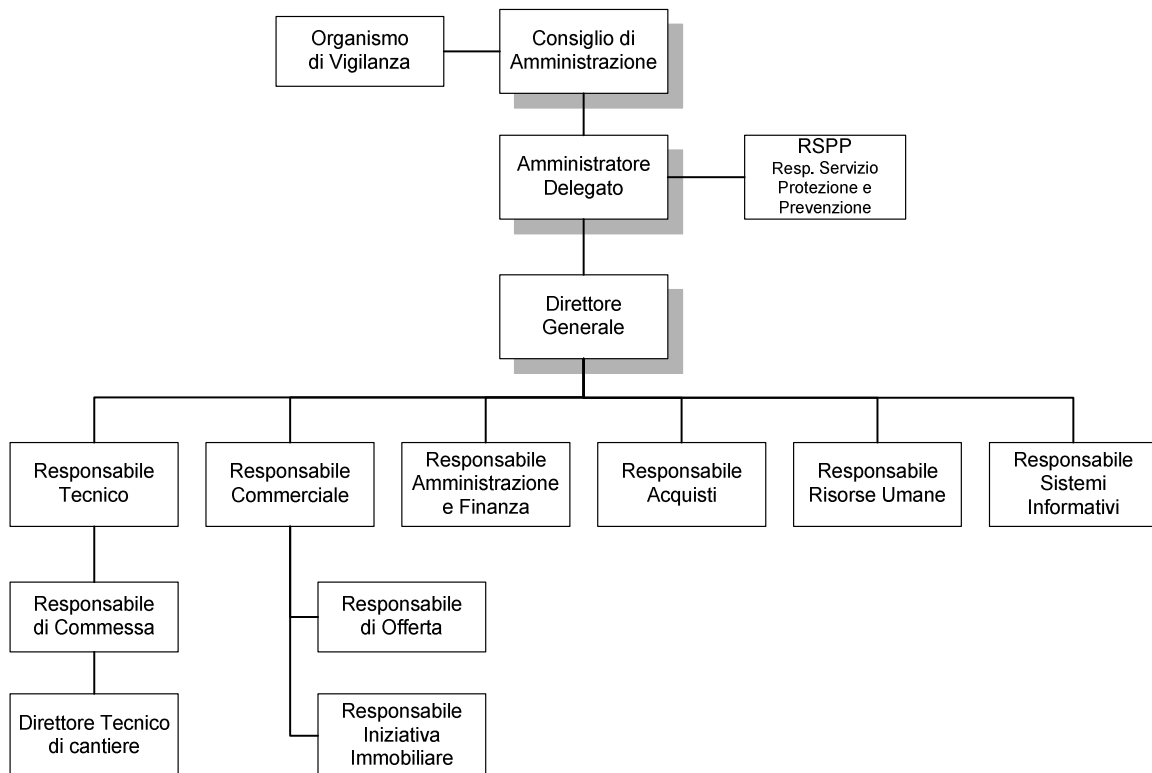 Organismo
di Vigilanza
Consiglio di
Amministrazione
Amministratore
Delegato
RSPP
Resp. Servizio
Protezione e
Prevenzione
Direttore
Generale
Responsabile
Tecnico
Responsabile
Commerciale
Responsabile
Amministrazione
e Finanza
Responsabile
Acquisti
Responsabile
Risorse Umane
Responsabile
Sistemi
Informativi
Responsabile
di Commessa
Responsabile
di Offerta
Direttore Tecnico
di cantiere
Responsabile
Iniziativa
Immobiliare